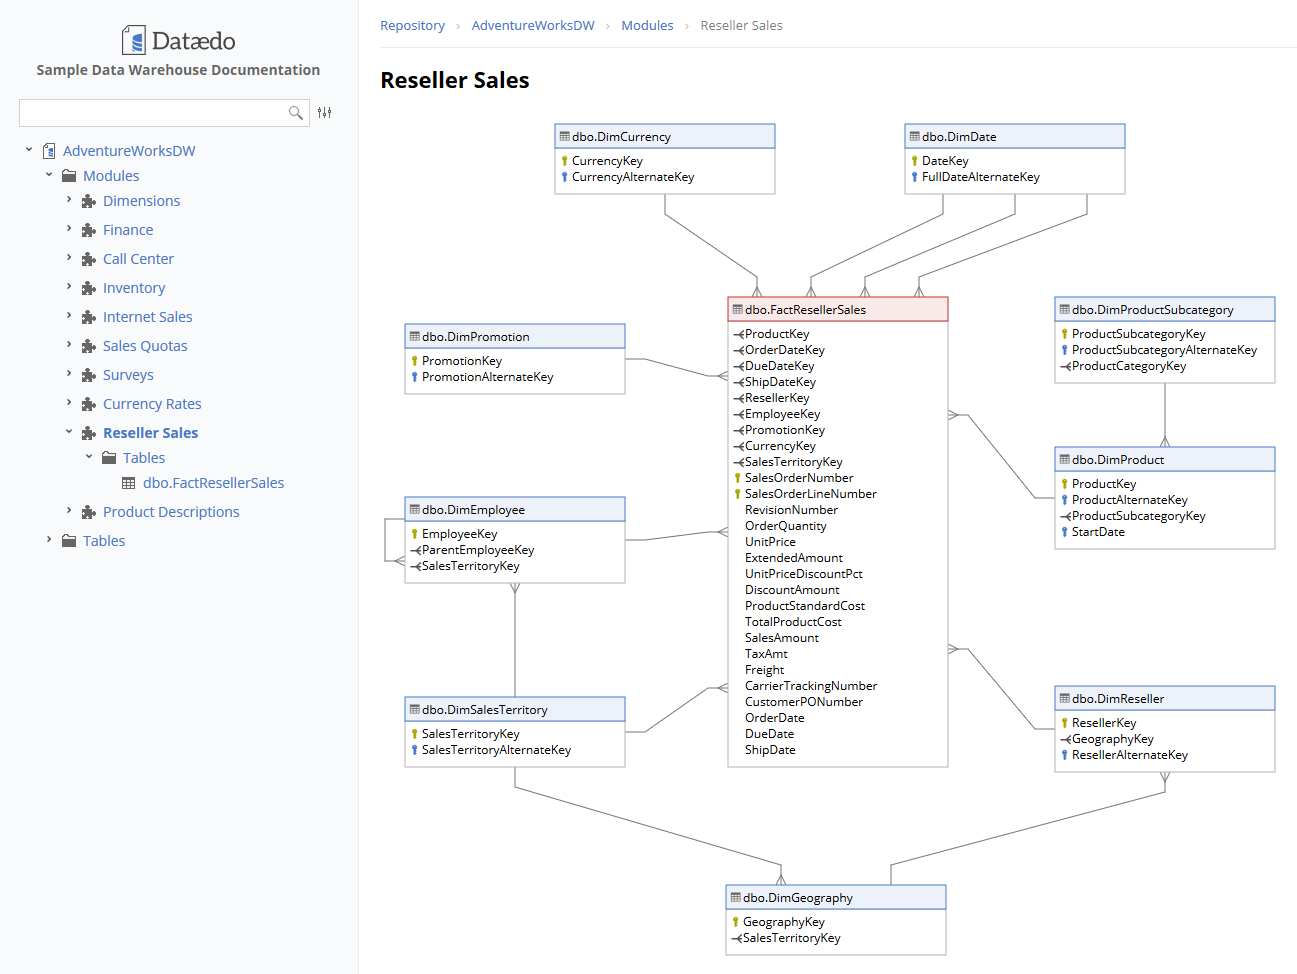 Dataedo
Sample Data Warehouse Documentation
AdventureWorksDW
Modules
Dimensions
Finance
Call Center
Inventory
Internet Sales
Sales Quotas
Surveys
Currency Rates
Reseller Sales
Tables
dbo.FactResellerSales
Product Descriptions
Tables
Repository › AdventureWorksDW › Modules › Reseller Sales
Reseller Sales
dbo.DimCurrency
CurrencyKey
CurrencyAlternateKey
dbo.DimDate
DateKey
FullDateAlternateKey
dbo.DimPromotion
PromotionKey
PromotionAlternateKey
dbo.FactResellerSales
ProductKey
OrderDateKey
DueDateKey
ShipDateKey
ResellerKey
EmployeeKey
PromotionKey
CurrencyKey
SalesTerritoryKey
SalesOrderNumber
SalesOrderLineNumber
RevisionNumber
OrderQuantity
UnitPrice
ExtendedAmount
UnitPriceDiscountPct
DiscountAmount
ProductStandardCost
TotalProductCost
SalesAmount
TaxAmt
Freight
CarrierTrackingNumber
CustomerPONumber
OrderDate
DueDate
ShipDate
dbo.DimProductSubcategory
ProductSubcategoryKey
ProductSubcategoryAlternateKey
ProductCategoryKey
dbo.DimProduct
ProductKey
ProductAlternateKey
ProductSubcategoryKey
StartDate
dbo.DimEmployee
EmployeeKey
ParentEmployeeKey
SalesTerritoryKey
dbo.DimSalesTerritory
SalesTerritoryKey
SalesTerritoryAlternateKey
dbo.DimReseller
ResellerKey
GeographyKey
ResellerAlternateKey
dbo.DimGeography
GeographyKey
SalesTerritoryKey